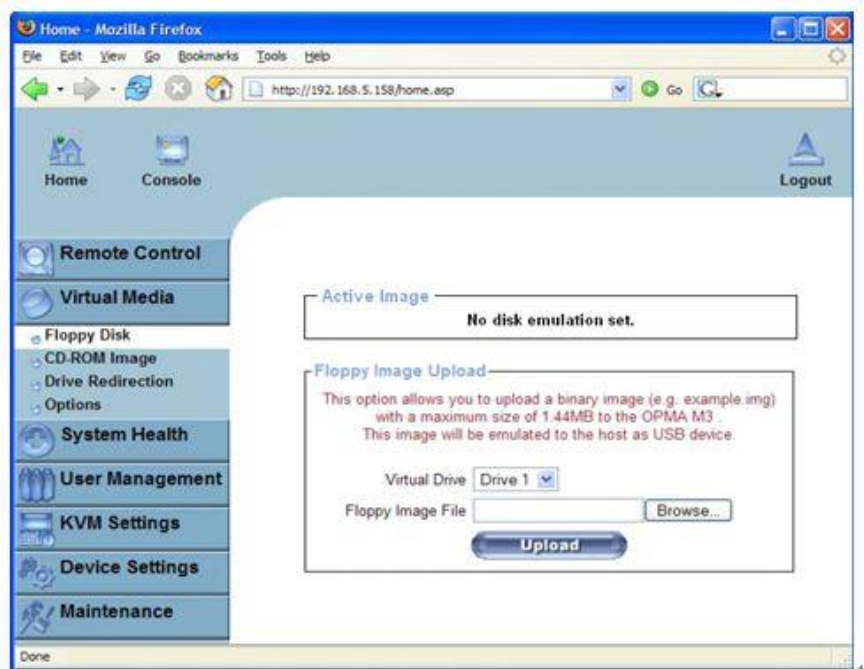 Home - Mozilla Firefox
File Edit View Go Bookmarks Tools Help
http://192.168.5.158/home.asp Go
Home Console Logout
Remote Control
Virtual Media
Floppy Disk
CD-ROM Image
Drive Redirection
Options
System Health
User Management
KVM Settings
Device Settings
Maintenance
Active Image
No disk emulation set.
Floppy Image Upload
This option allows you to upload a binary image (e.g. example.img)
with a maximum size of 1.44MB to the OPMA M3 .
This image will be emulated to the host as USB device.
Virtual Drive Drive 1
Floppy Image File Browse...
Upload
Done